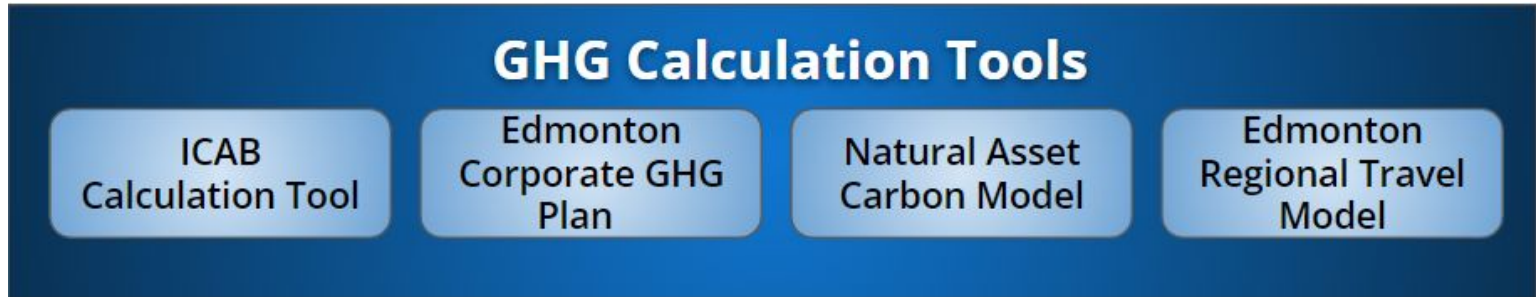 GHG Calculation Tools
ICAB
Calculation Tool
Edmonton
Corporate GHG
Plan
Natural Asset
Carbon Model
Edmonton
Regional Travel
Model